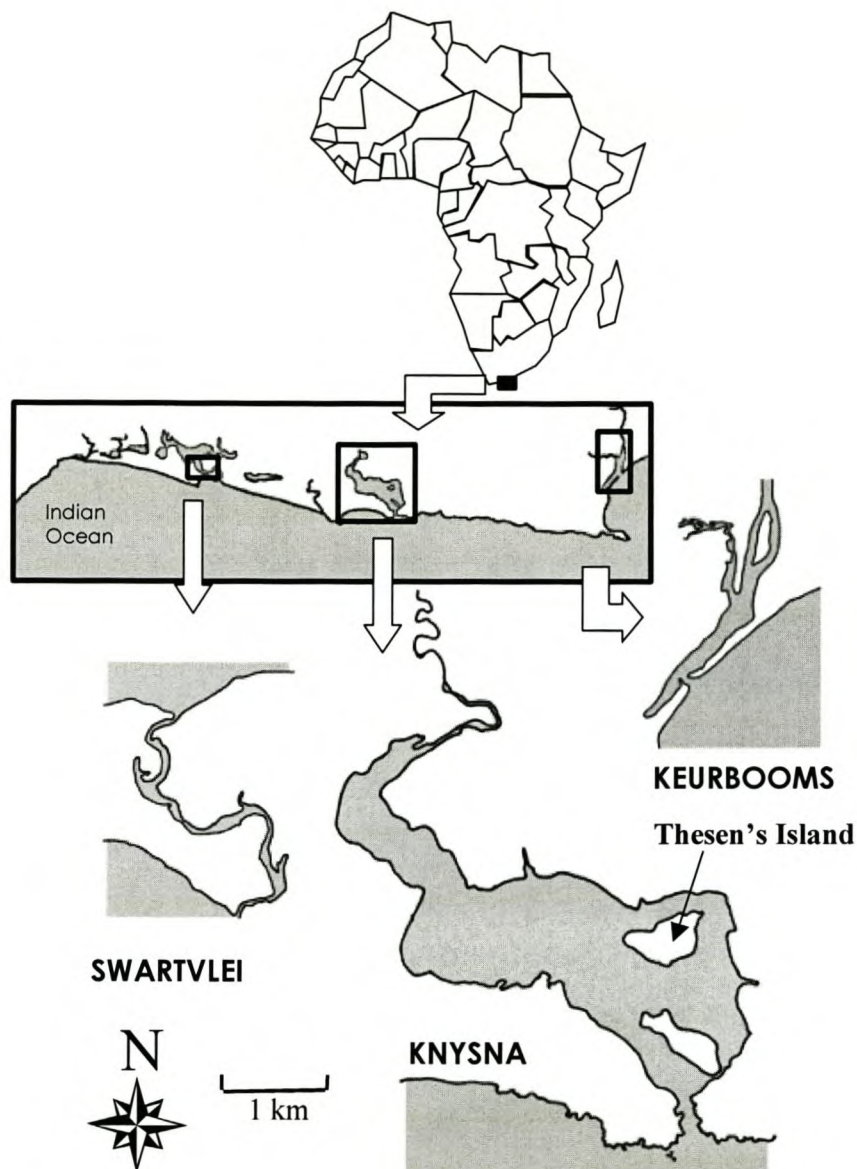 Indian
Ocean
KEURBOOMS
Thesen's Island
SWARTVLEI
KNYSNA
N
1 km